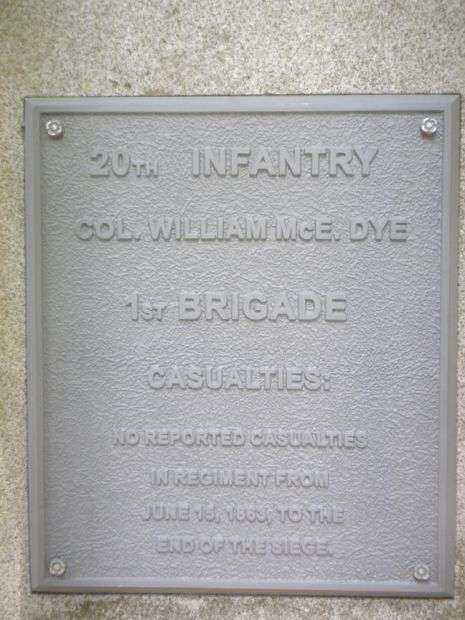 20TH INFANTRY
COL. WILLIAM McE. DYE
1ST BRIGADE
CASUALTIES:
NO REPORTED CASUALTIES
IN REGIMENT FROM
JUNE 15, 1863, TO THE
END OF THE SIEGE.